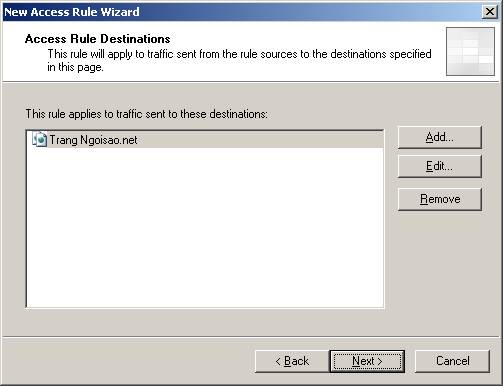 New Access Rule Wizard
Access Rule Destinations
This rule will apply to traffic sent from the rule sources to the destinations specified
in this page.
This rule applies to traffic sent to these destinations:
Trang Ngoisao.net
Add...
Edit...
Remove
< Back
Next >
Cancel